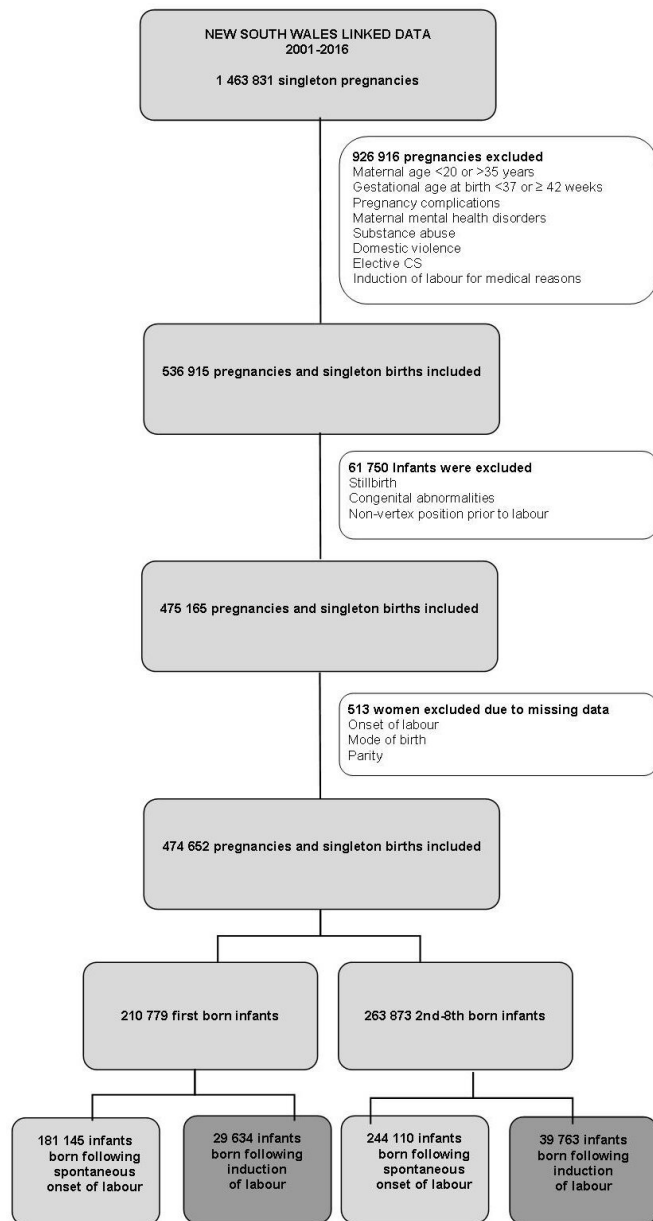 NEW SOUTH WALES LINKED DATA
2001-2016
1 463 831 singleton pregnancies
926 916 pregnancies excluded
Maternal age <20 or >35 years
Gestational age at birth <37 or ≥ 42 weeks
Pregnancy complications
Maternal mental health disorders
Substance abuse
Domestic violence
Elective CS
Induction of labour for medical reasons
536 915 pregnancies and singleton births included
61 750 Infants were excluded
Stillbirth
Congenital abnormalities
Non-vertex position prior to labour
475 165 pregnancies and singleton births included
513 women excluded due to missing data
Onset of labour
Mode of birth
Parity
474 652 pregnancies and singleton births included
210 779 first born infants
263 873 2nd-8th born infants
181 145 infants
born following
spontaneous
onset of labour
29 634 infants
born following
induction
of labour
244 110 infants
born following
spontaneous
onset of labour
39 763 infants
born following
induction
of labour